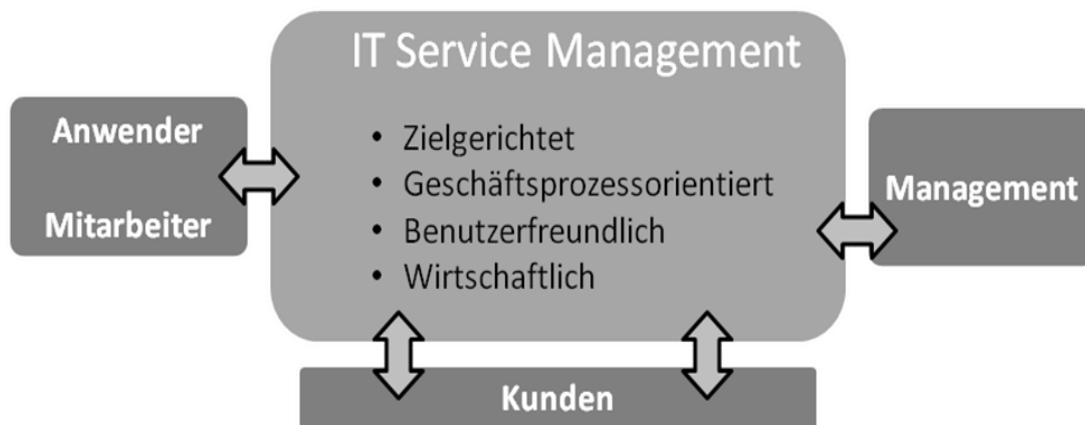 IT Service Management
Anwender
Mitarbeiter
• Zielgerichtet
• Geschäftsprozessorientiert
• Benutzerfreundlich
• Wirtschaftlich
Management
Kunden